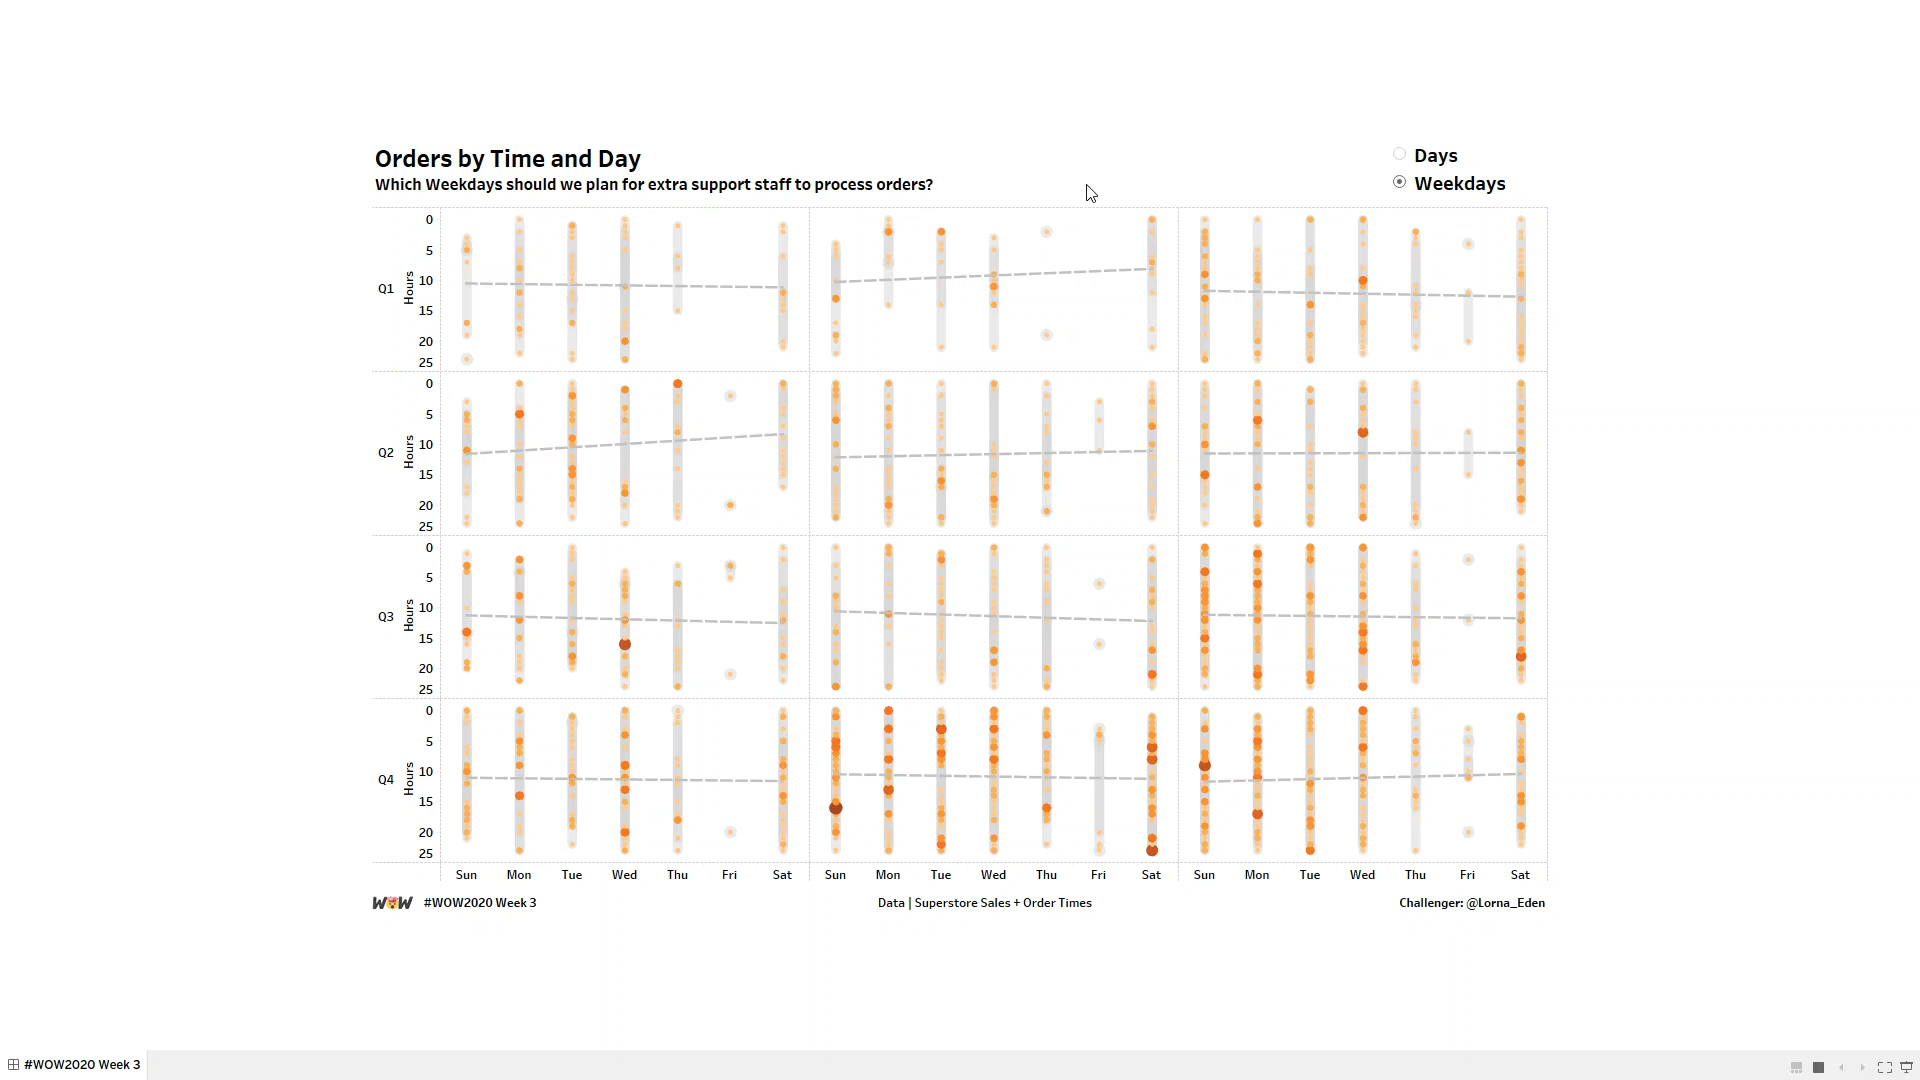 Orders by Time and Day
Which Weekdays should we plan for extra support staff to process orders?
Days
Weekdays
Q1
Hours
0
5
10
15
20
25
Q2
Hours
0
5
10
15
20
25
Q3
Hours
0
5
10
15
20
25
Q4
Hours
0
5
10
15
20
25
Sun Mon Tue Wed Thu Fri Sat Sun Mon Tue Wed Thu Fri Sat Sun Mon Tue Wed Thu Fri Sat
WOW #WOW2020 Week 3
Data | Superstore Sales + Order Times
Challenger: @Lorna_Eden
#WOW2020 Week 3